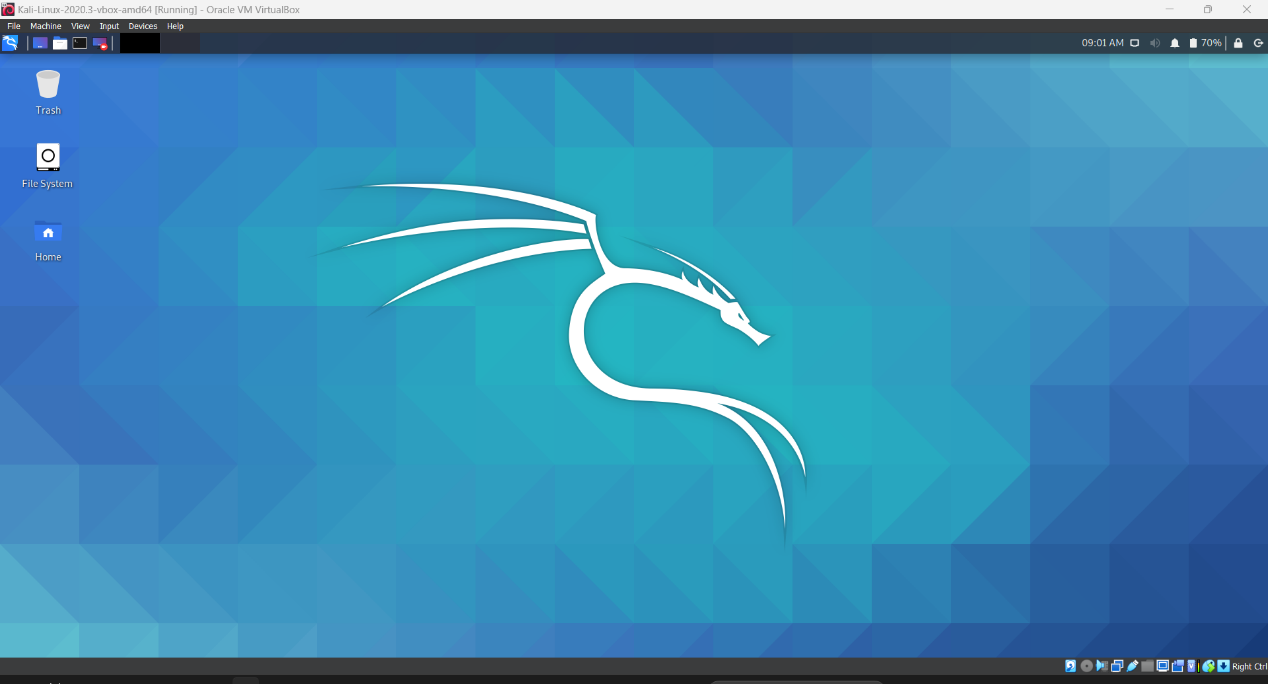 Kali-Linux-2020.3-vbox-amd64 [Running] - Oracle VM VirtualBox
File Machine View Input Devices Help
09:01 AM 70%
Trash
File System
Home
Right Ctrl